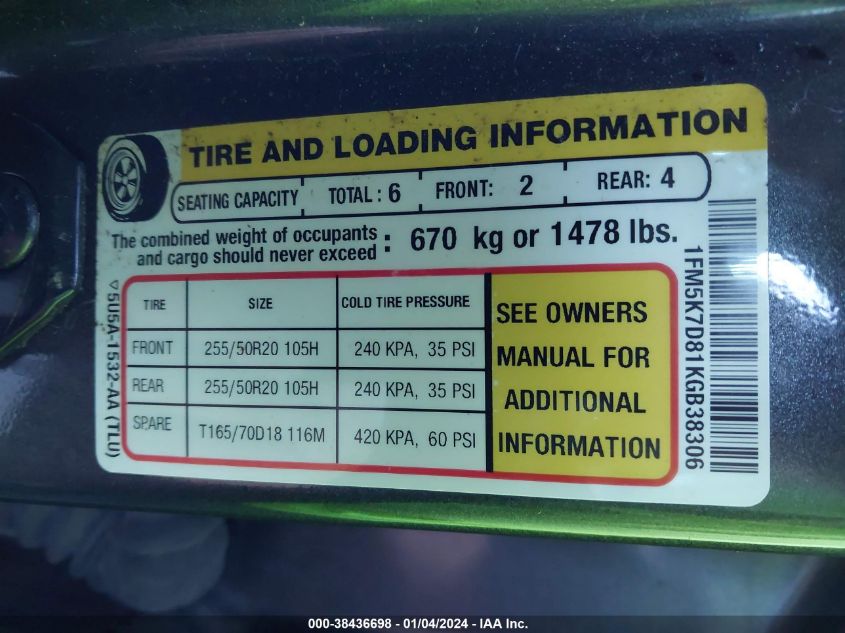 TIRE AND LOADING INFORMATION
SEATING CAPACITY TOTAL : 6 FRONT: 2 REAR: 4
The combined weight of occupants
and cargo should never exceed : 670 kg or 1478 lbs.
TIRE SIZE COLD TIRE PRESSURE
FRONT 255/50R20 105H 240 KPA, 35 PSI
REAR 255/50R20 105H 240 KPA, 35 PSI
SPARE T165/70D18 116M 420 KPA, 60 PSI
SEE OWNERS
MANUAL FOR
ADDITIONAL
INFORMATION
1FM5K7D81KGB38306
5U5A-1532-AA (TLU)
000-38436698 - 01/04/2024 - IAA Inc.